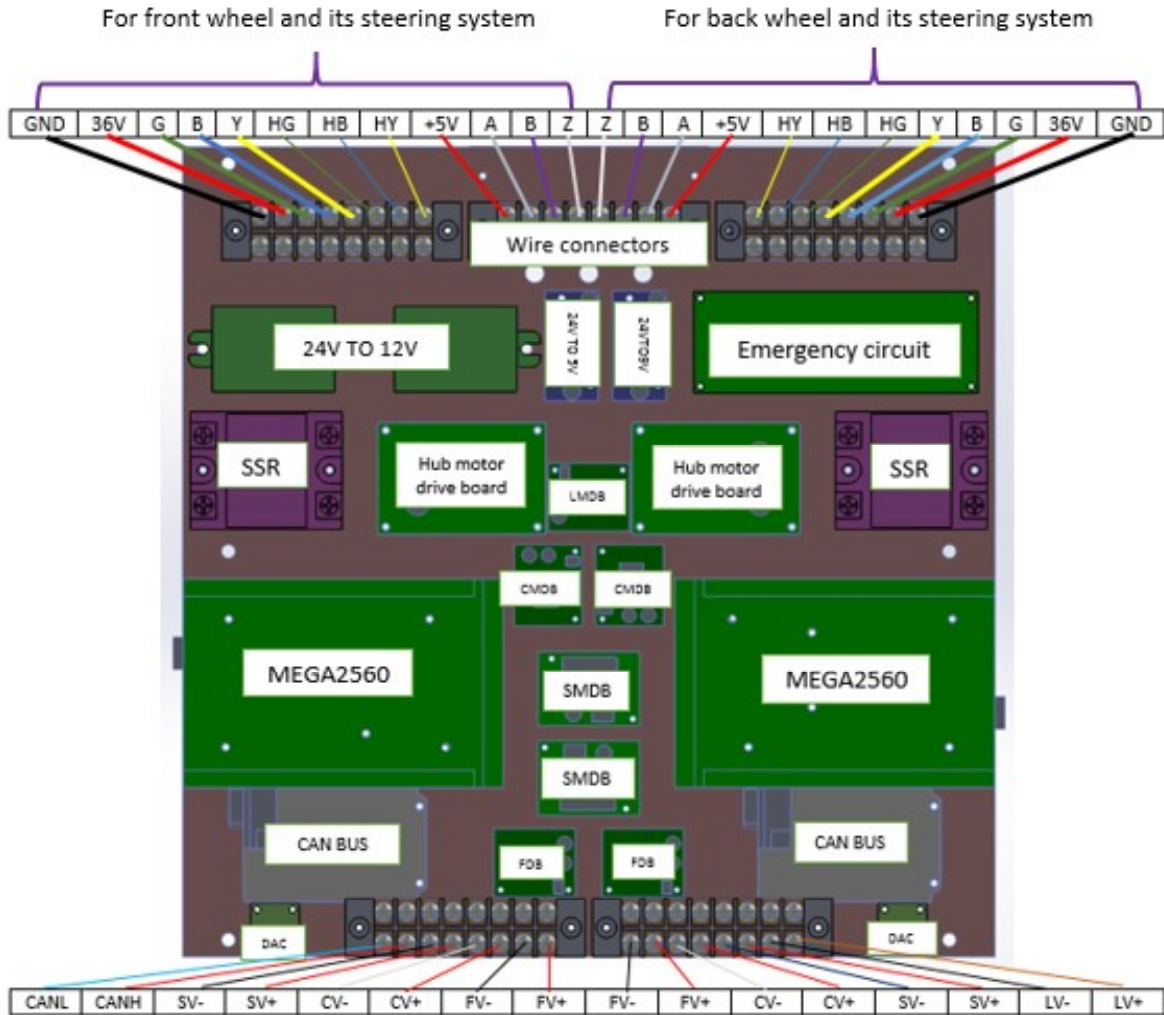 For front wheel and its steering system
For back wheel and its steering system
GND 36V G B Y HG HB HY +5V A B Z Z B A +5V HY HB HG Y B G 36V GND
Wire connectors
24V TO 12V
24V TO 5V
24VTO9V
Emergency circuit
SSR
Hub motor
drive board
LMDB
Hub motor
drive board
SSR
CMDB
CMDB
MEGA2560
SMDB
MEGA2560
SMDB
CAN BUS
FDB
FDB
CAN BUS
DAC
DAC
CANL CANH SV- SV+ CV- CV+ FV- FV+ FV- FV+ CV- CV+ SV- SV+ LV- LV+